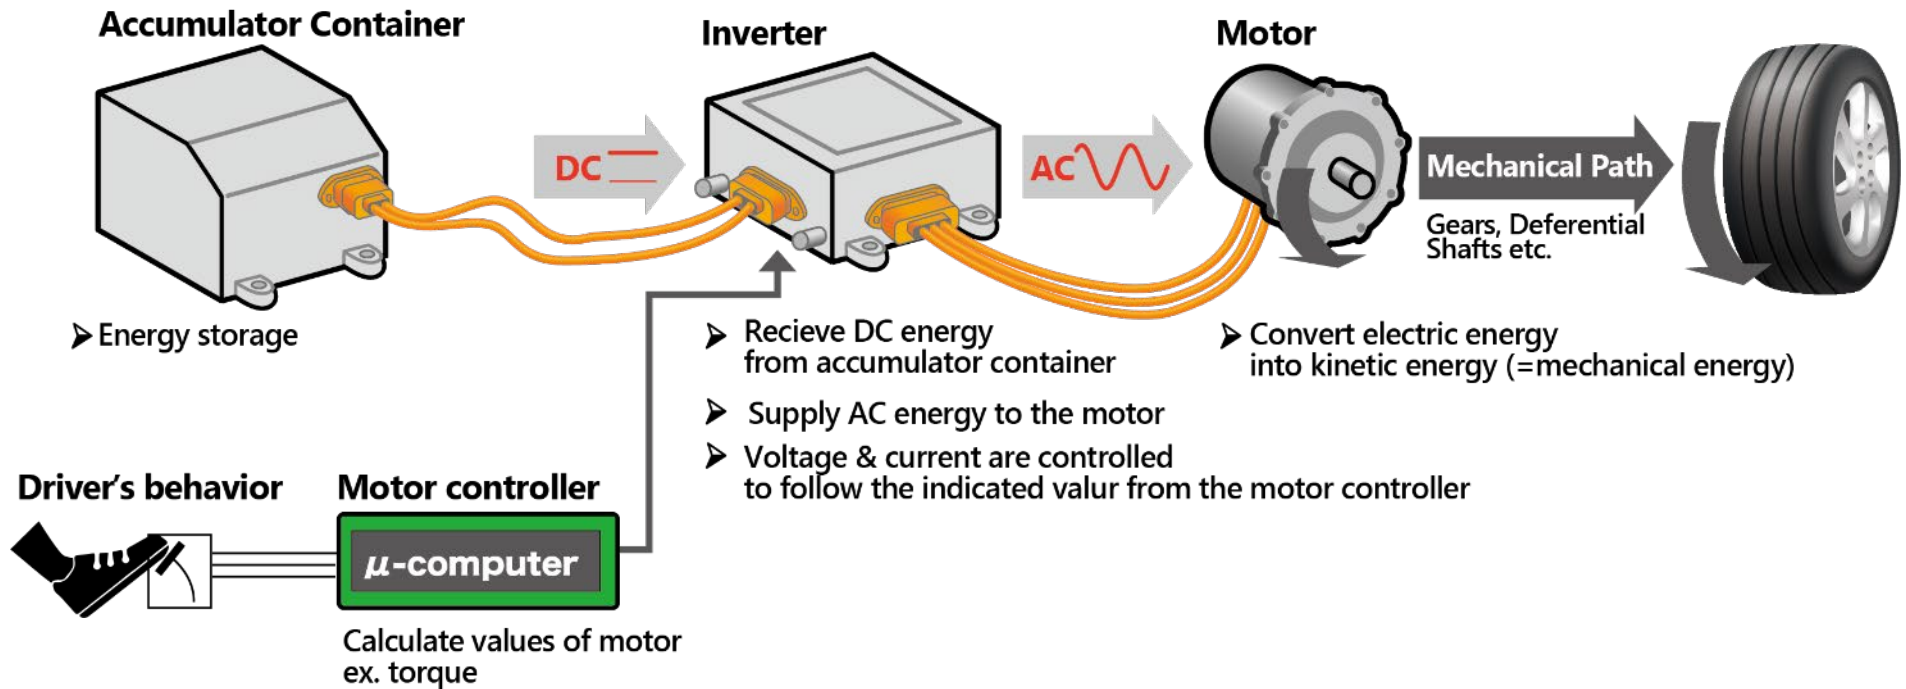 Accumulator Container
Inverter
Motor
DC
AC
Mechanical Path
Gears, Deferential
Shafts etc.
➢ Energy storage
➢ Recieve DC energy
from accumulator container
➢ Supply AC energy to the motor
➢ Voltage & current are controlled
to follow the indicated valur from the motor controller
➢ Convert electric energy
into kinetic energy (=mechanical energy)
Driver's behavior
Motor controller
μ-computer
Calculate values of motor
ex. torque